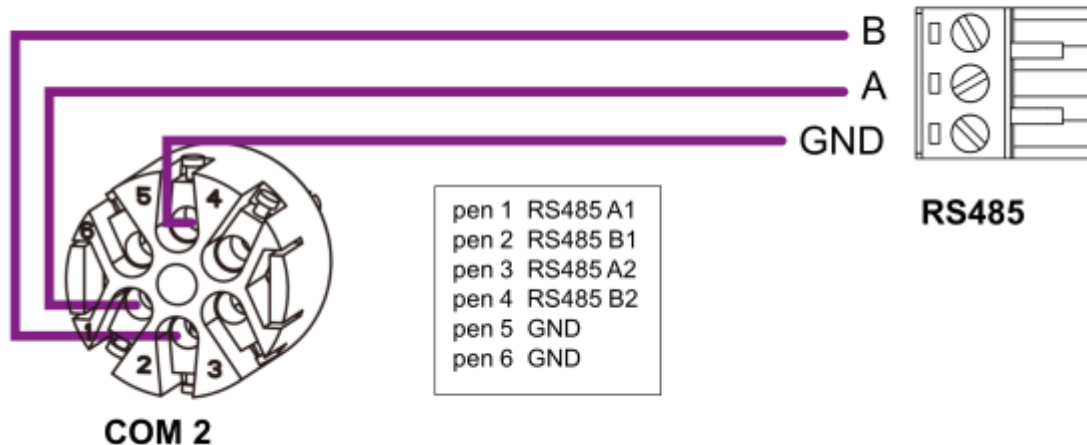 B
A
GND
RS485
5
4
6
1
2
3
COM 2
pen 1 RS485 A1
pen 2 RS485 B1
pen 3 RS485 A2
pen 4 RS485 B2
pen 5 GND
pen 6 GND